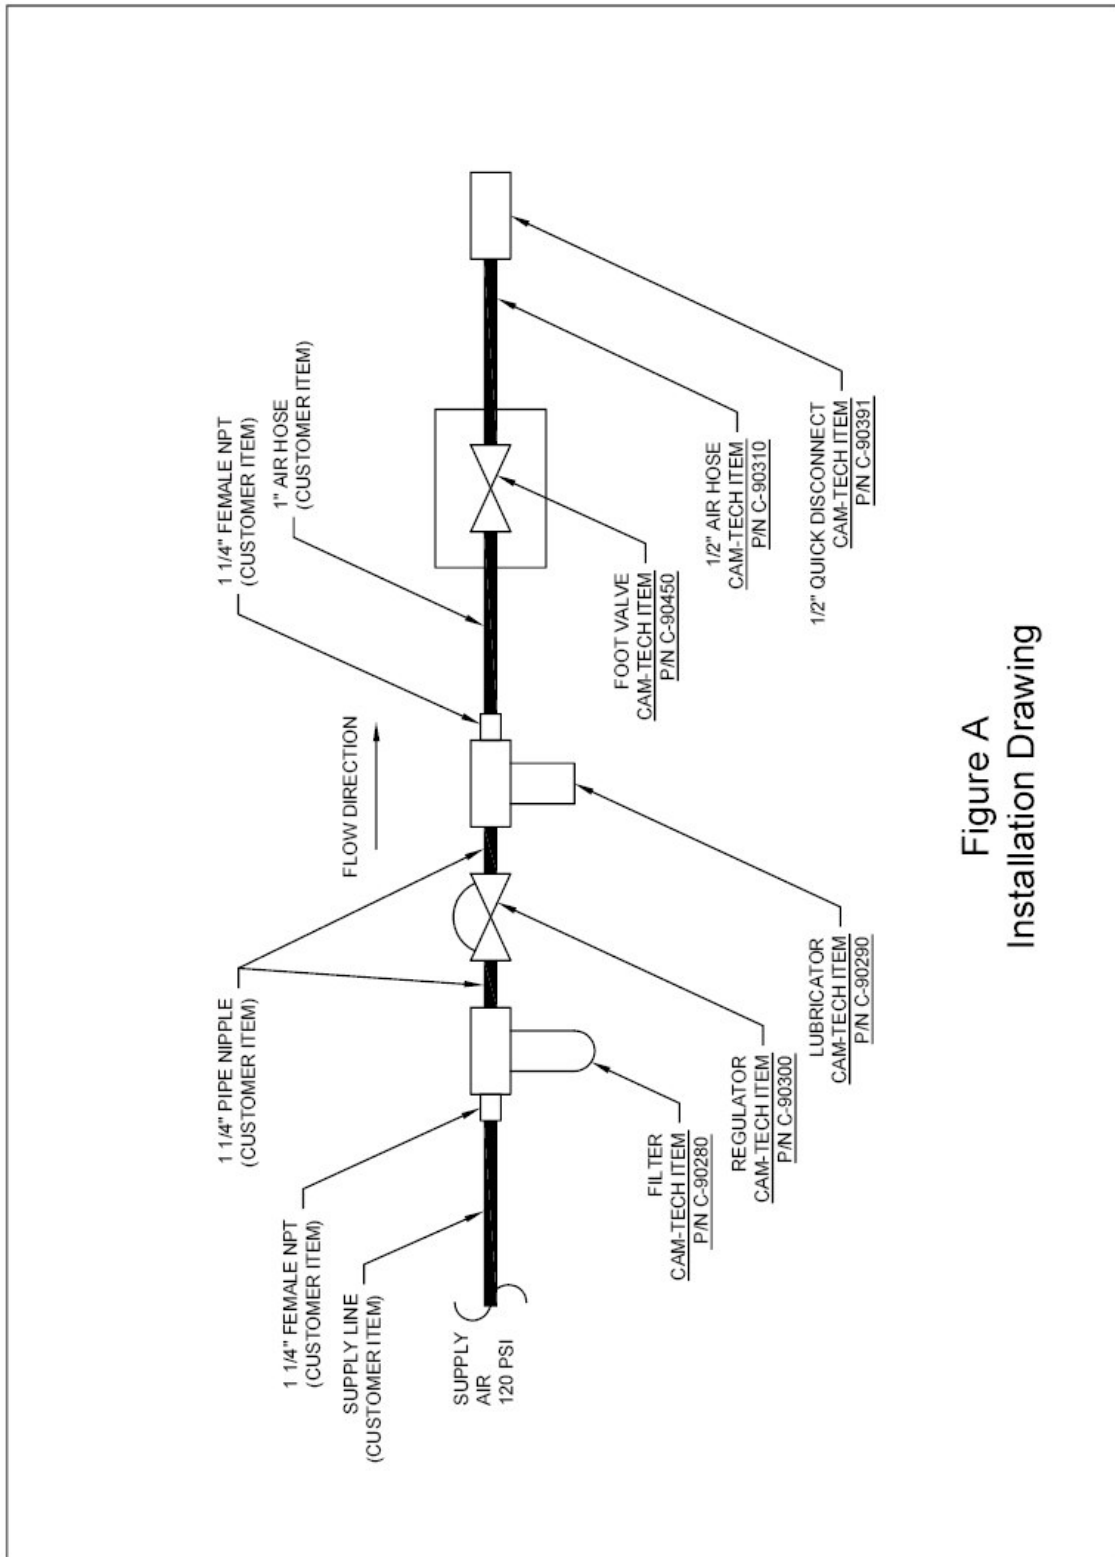 1 1/4" FEMALE NPT
(CUSTOMER ITEM)
SUPPLY LINE
(CUSTOMER ITEM)
SUPPLY
AIR
120 PSI
1 1/4" PIPE NIPPLE
(CUSTOMER ITEM)
FLOW DIRECTION
1 1/4" FEMALE NPT
(CUSTOMER ITEM)
1" AIR HOSE
(CUSTOMER ITEM)
FILTER
CAM-TECH ITEM
P/N C-90280
REGULATOR
CAM-TECH ITEM
P/N C-90300
LUBRICATOR
CAM-TECH ITEM
P/N C-90290
FOOT VALVE
CAM-TECH ITEM
P/N C-90450
1/2" AIR HOSE
CAM-TECH ITEM
P/N C-90310
1/2" QUICK DISCONNECT
CAM-TECH ITEM
P/N C-90391
Figure A
Installation Drawing